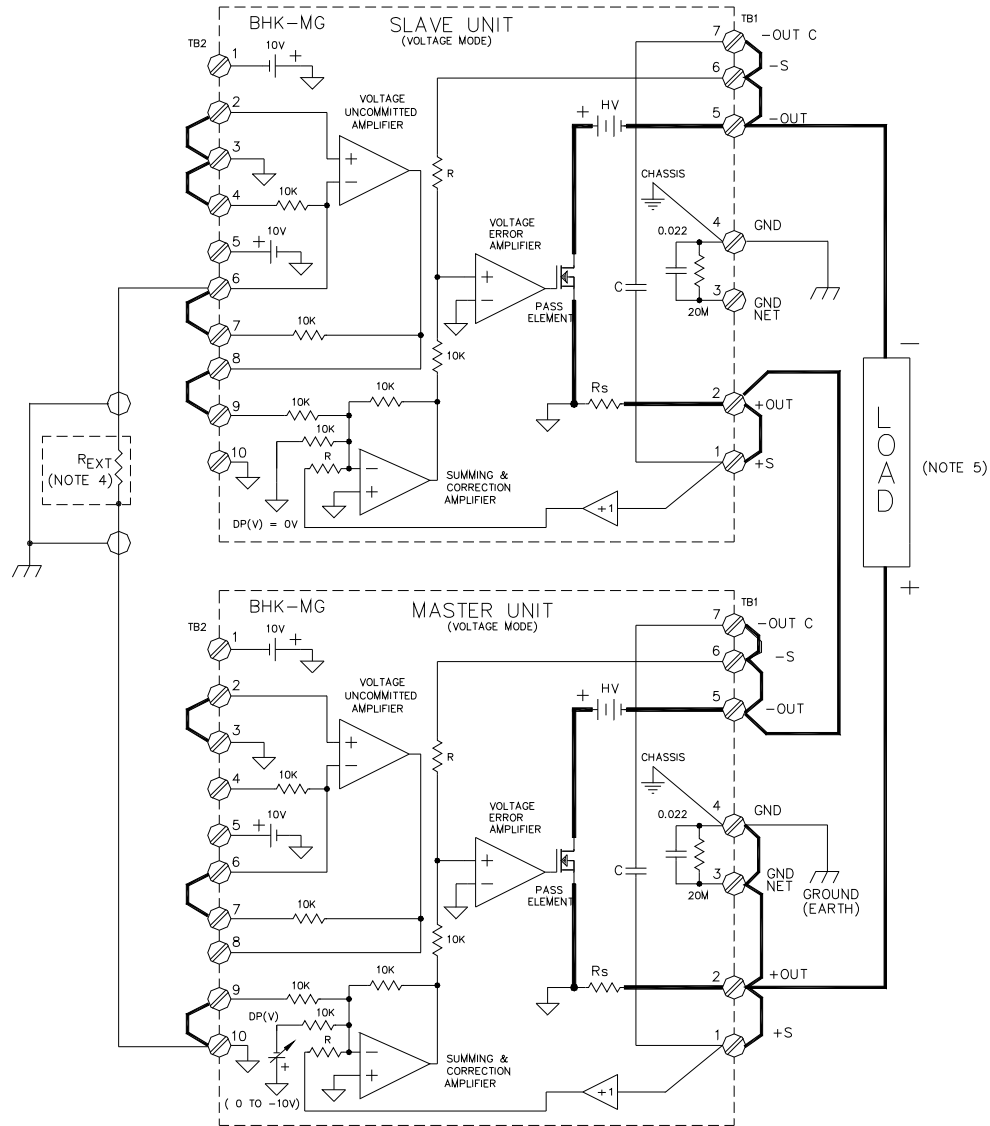 BHK-MG
SLAVE UNIT
(VOLTAGE MODE)
TB2
TB1
1
10V
+
7
-OUT C
6
-S
2
VOLTAGE
UNCOMMITTED
AMPLIFIER
+
HV
5
-OUT
3
+
−
R
CHASSIS
4
10K
4
GND
VOLTAGE
ERROR
AMPLIFIER
0.022
5
+
10V
6
+
−
C
3
GND
NET
20M
PASS
ELEMENT
7
10K
8
10K
−
10K
Rs
2
+OUT
9
10K
10K
LOAD
(NOTE 5)
REXT
(NOTE 4)
10
R
−
+
SUMMING &
CORRECTION
AMPLIFIER
1
+S
+1
DP(V) = 0V
+
BHK-MG
MASTER UNIT
(VOLTAGE MODE)
TB2
TB1
1
10V
+
7
-OUT C
6
-S
2
VOLTAGE
UNCOMMITTED
AMPLIFIER
+
HV
5
-OUT
3
+
−
R
CHASSIS
4
10K
4
GND
VOLTAGE
ERROR
AMPLIFIER
0.022
5
+
10V
6
+
−
C
3
GND
NET
20M
GROUND
(EARTH)
PASS
ELEMENT
7
10K
8
10K
10K
Rs
2
+OUT
9
10K
DP(V)
10K
10
R
−
+
+
SUMMING &
CORRECTION
AMPLIFIER
1
+S
+1
( 0 TO -10V)